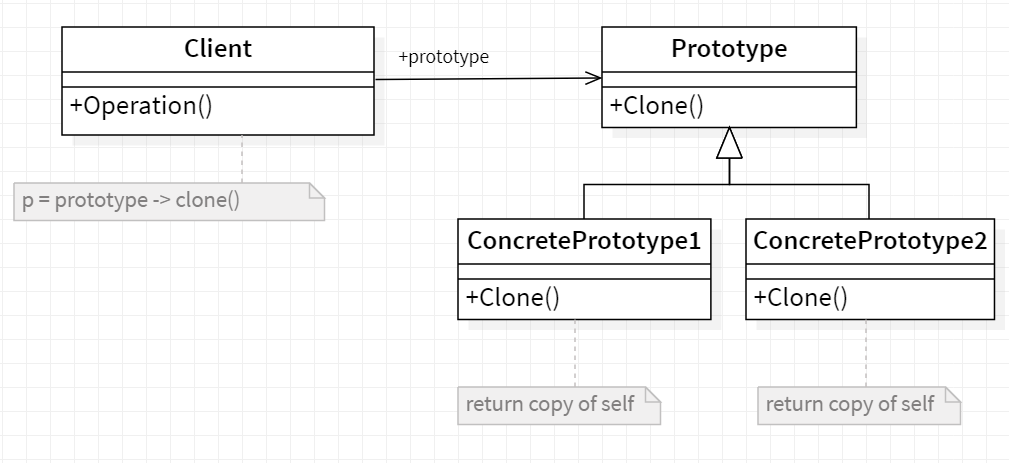 Client
+Operation()
+prototype
Prototype
+Clone()
p = prototype -> clone()
ConcretePrototype1
+Clone()
ConcretePrototype2
+Clone()
return copy of self
return copy of self